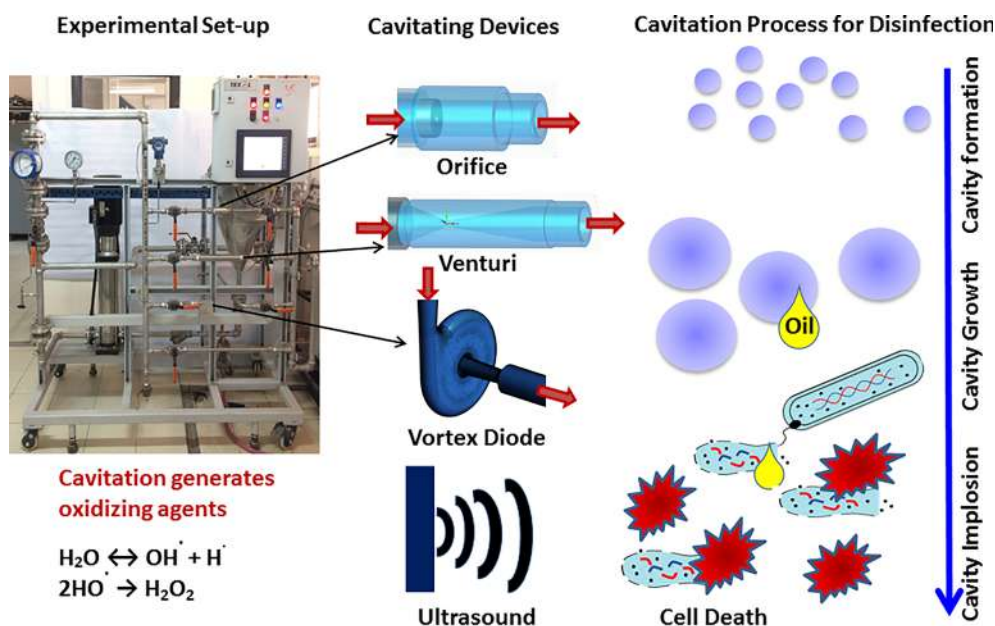 Experimental Set-up
Cavitating Devices
Cavitation Process for Disinfection
Orifice
Venturi
Vortex Diode
Ultrasound
Cavitation generates
oxidizing agents
H₂O ↔ OH˙ + H˙
2HO˙ → H₂O₂
Oil
Cell Death
Cavity formation
Cavity Growth
Cavity Implosion